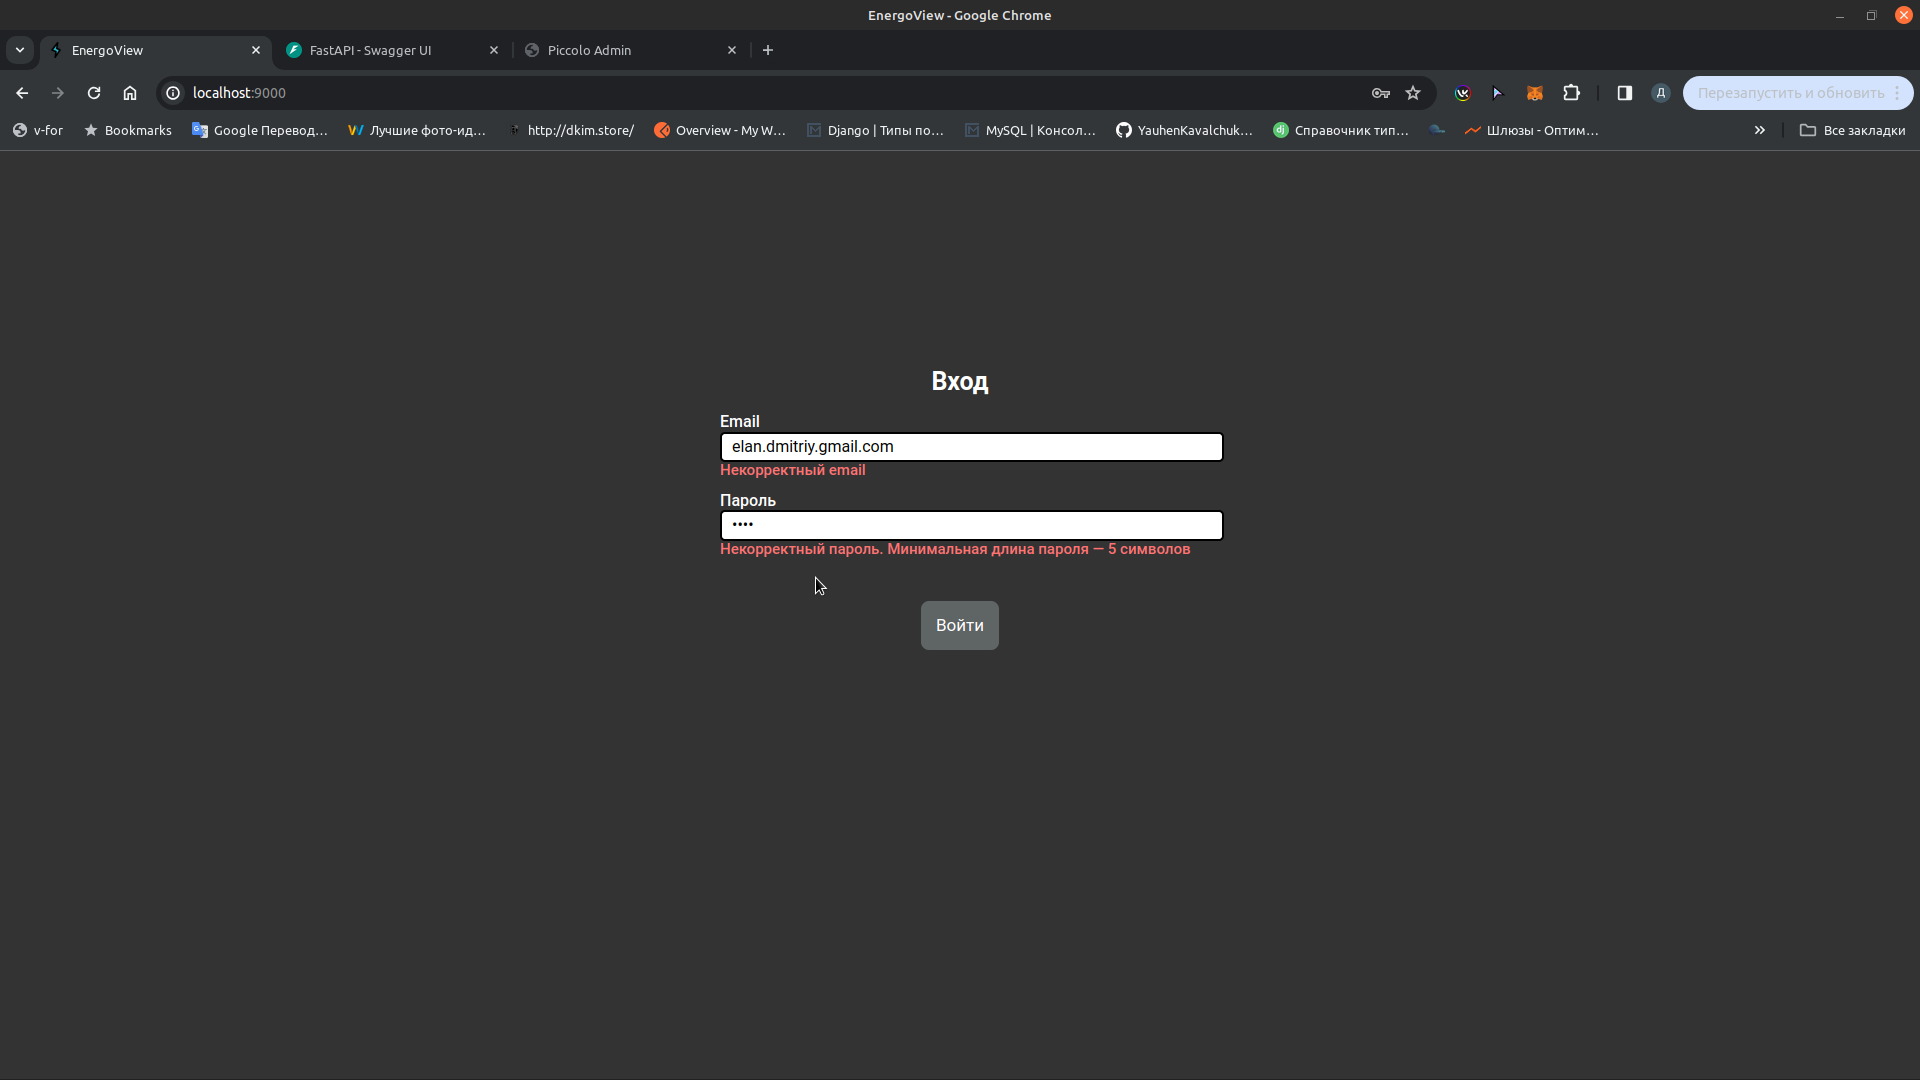 EnergoView - Google Chrome
EnergoView
FastAPI - Swagger UI
Piccolo Admin
localhost:9000
Д
Перезапустить и обновить
v-for
Bookmarks
Google Перевод...
Лучшие фото-ид...
http://dkim.store/
Overview - My W...
Django | Типы по...
MySQL | Консол...
YauhenKavalchuk...
dj
Справочник тип...
Шлюзы - Оптим...
Все закладки
Вход
Email
elan.dmitriy.gmail.com
Некорректный email
Пароль
••••
Некорректный пароль. Минимальная длина пароля — 5 символов
Войти